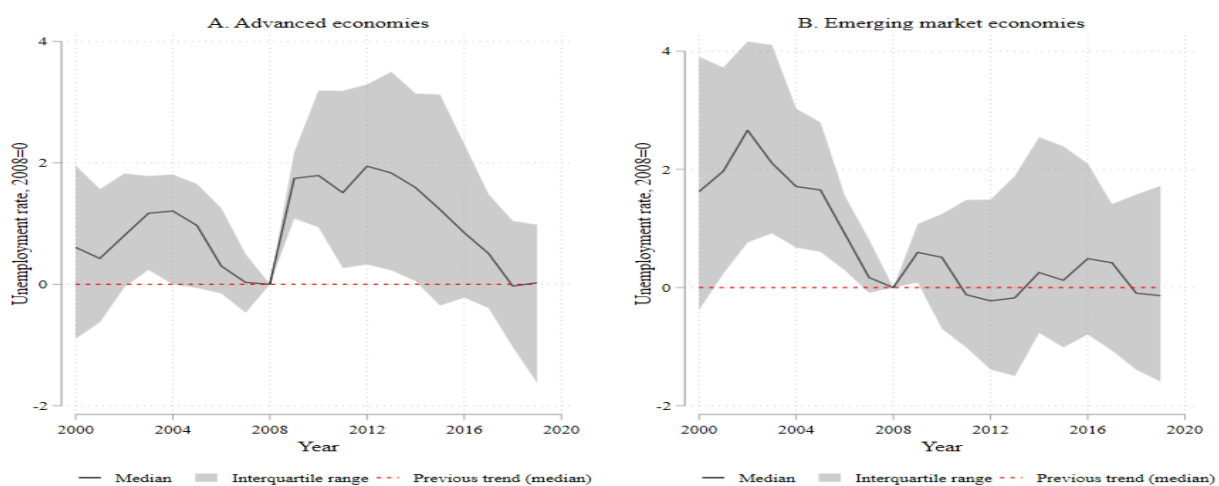 A. Advanced economies
Unemployment rate, 2008=0
4
2
0
-2
2000 2004 2008 2012 2016 2020
Year
Median Interquartile range Previous trend (median)
B. Emerging market economies
Unemployment rate, 2008=0
4
2
0
-2
2000 2004 2008 2012 2016 2020
Year
Median Interquartile range Previous trend (median)